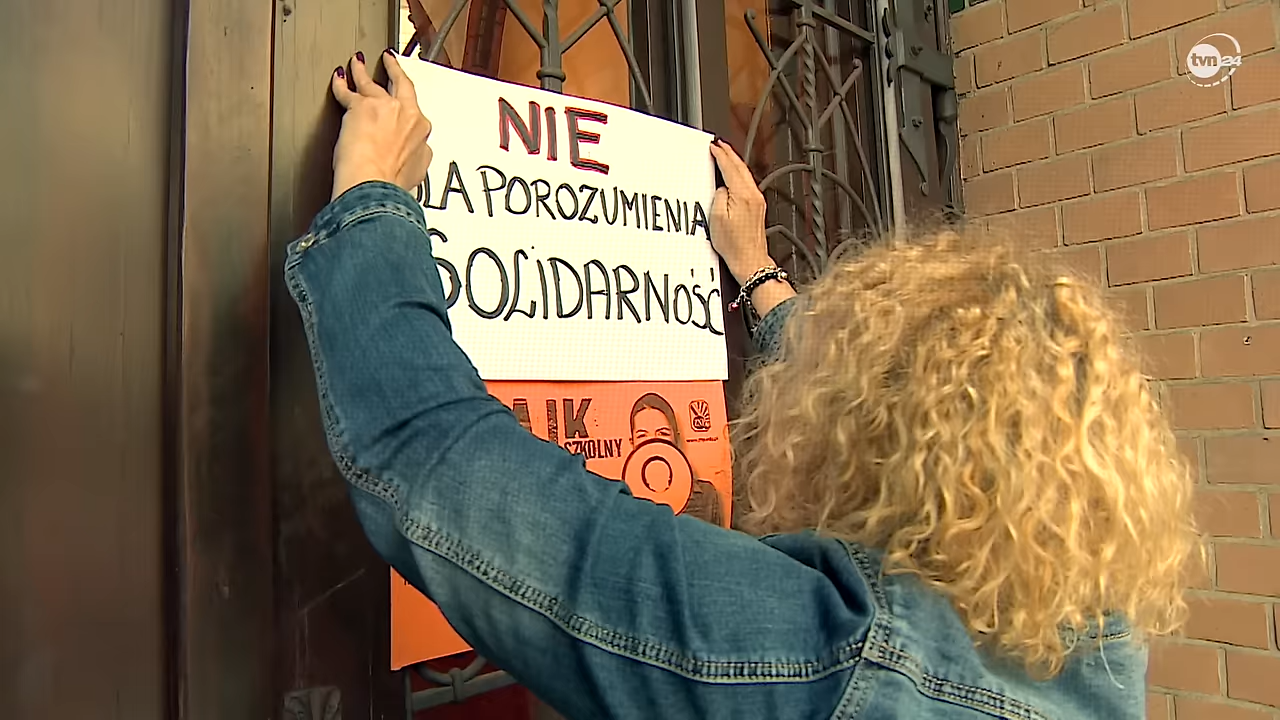 tvn24
NIE
DLA POROZUMIENIA
SOLIDARNOŚĆ
SZKOLNY